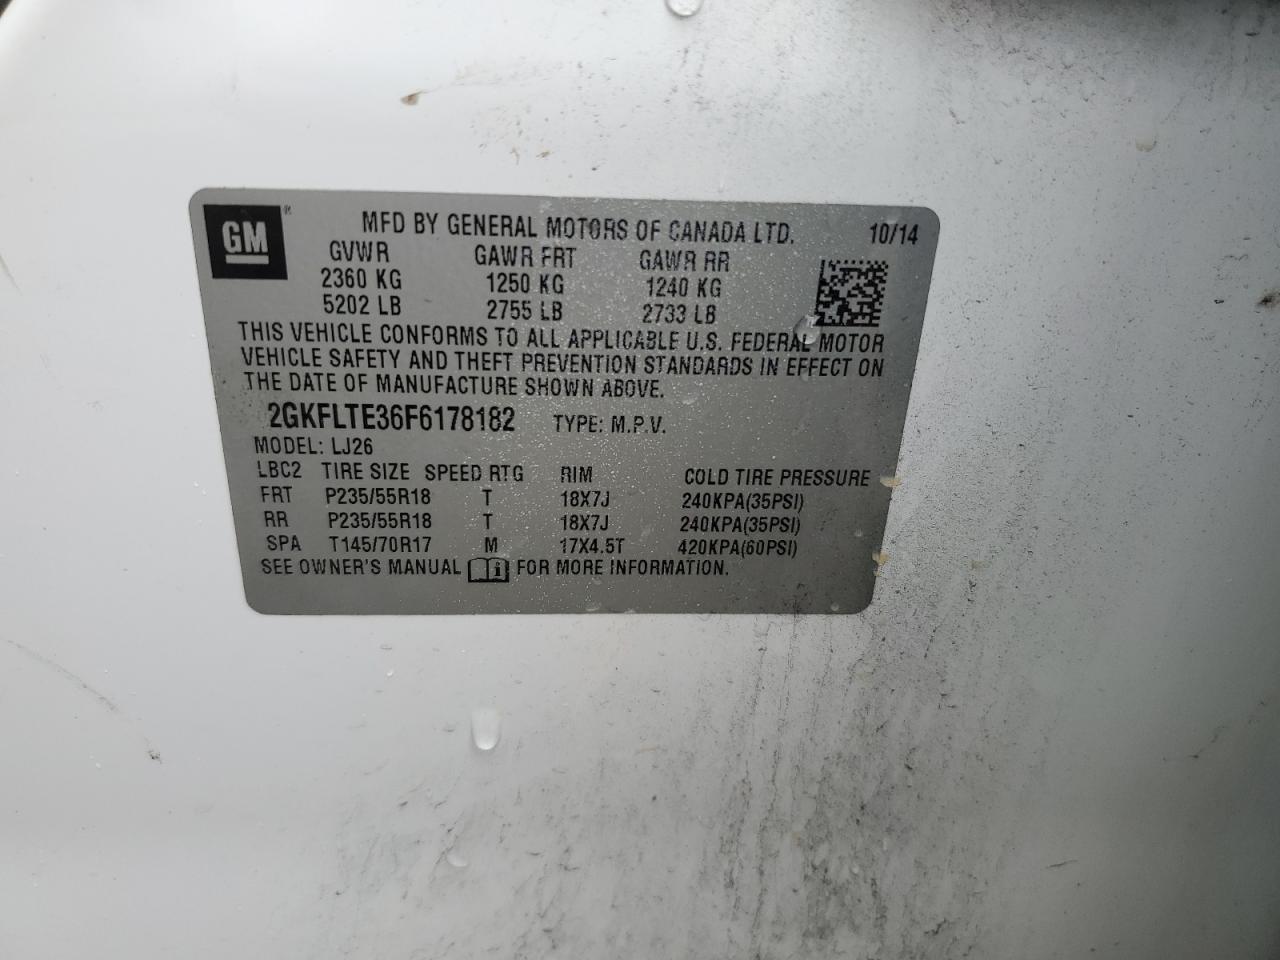 GM ® MFD BY GENERAL MOTORS OF CANADA LTD. 10/14
GVWR GAWR FRT GAWR RR
2360 KG 1250 KG 1240 KG
5202 LB 2755 LB 2733 LB
THIS VEHICLE CONFORMS TO ALL APPLICABLE U.S. FEDERAL MOTOR
VEHICLE SAFETY AND THEFT PREVENTION STANDARDS IN EFFECT ON
THE DATE OF MANUFACTURE SHOWN ABOVE.
2GKFLTE36F6178182 TYPE: M.P.V.
MODEL: LJ26
LBC2 TIRE SIZE SPEED RTG RIM COLD TIRE PRESSURE
FRT P235/55R18 T 18X7J 240KPA(35PSI)
RR P235/55R18 T 18X7J 240KPA(35PSI)
SPA T145/70R17 M 17X4.5T 420KPA(60PSI)
SEE OWNER'S MANUAL FOR MORE INFORMATION.